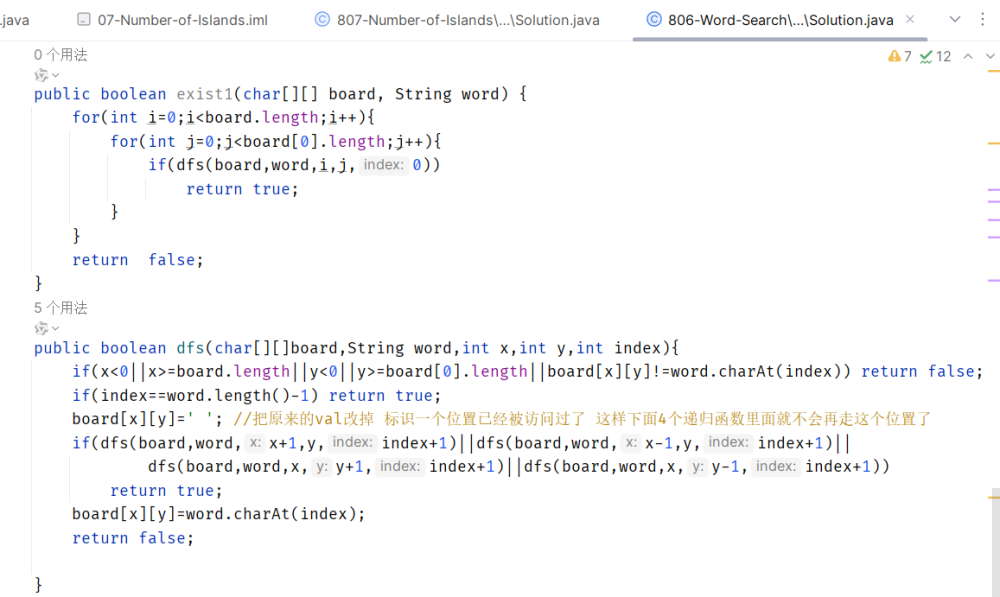 .java 07-Number-of-Islands.iml 807-Number-of-Islands\...\Solution.java 806-Word-Search\...\Solution.java
0 个用法 7 12
public boolean exist1(char[][] board, String word) {
for(int i=0;i<board.length;i++){
for(int j=0;j<board[0].length;j++){
if(dfs(board,word,i,j, index: 0))
return true;
}
}
return  false;
}
5 个用法
public boolean dfs(char[][]board,String word,int x,int y,int index){
if(x<0||x>=board.length||y<0||y>=board[0].length||board[x][y]!=word.charAt(index)) return false;
if(index==word.length()-1) return true;
board[x][y]=' '; //把原来的val改掉 标识一个位置已经被访问过了 这样下面4个递归函数里面就不会再走这个位置了
if(dfs(board,word, x: x+1,y, index: index+1)||dfs(board,word, x: x-1,y, index: index+1)||
dfs(board,word,x, y: y+1, index: index+1)||dfs(board,word,x, y: y-1, index: index+1))
return true;
board[x][y]=word.charAt(index);
return false;
}